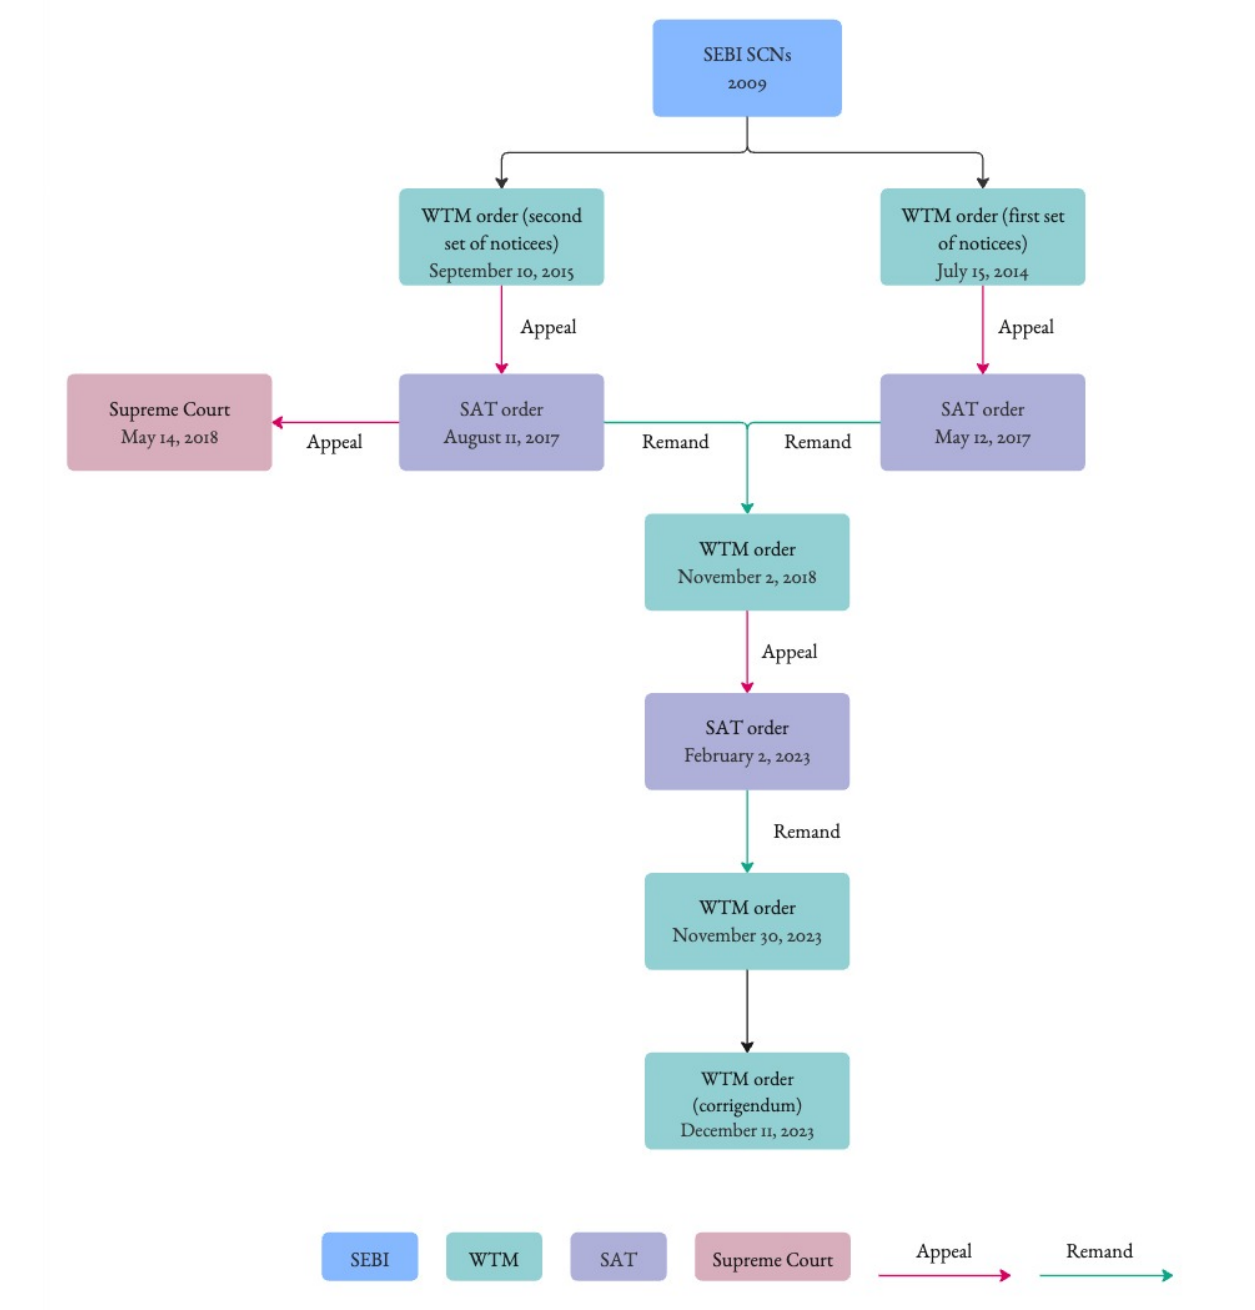 SEBI SCNs
2009
WTM order (second
set of noticees)
September 10, 2015
WTM order (first set
of noticees)
July 15, 2014
Appeal
Appeal
Supreme Court
May 14, 2018
Appeal
SAT order
August 11, 2017
Remand
Remand
SAT order
May 12, 2017
WTM order
November 2, 2018
Appeal
SAT order
February 2, 2023
Remand
WTM order
November 30, 2023
WTM order
(corrigendum)
December 11, 2023
SEBI
WTM
SAT
Supreme Court
Appeal
Remand